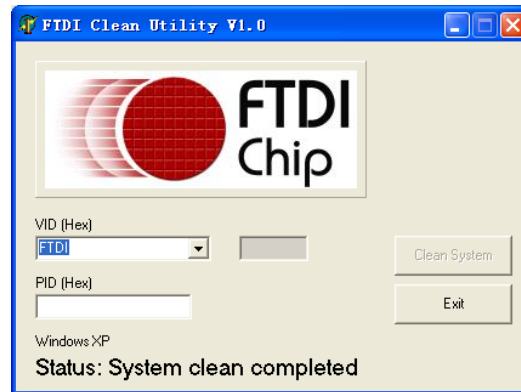 FTDI Clean Utility V1.0
FTDI
Chip
VID (Hex)
FTDI
Clean System
PID (Hex)
Exit
Windows XP
Status: System clean completed